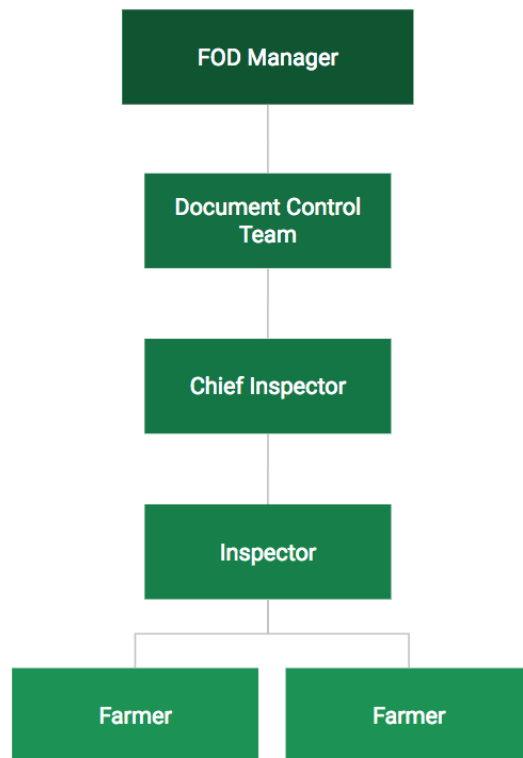 FOD Manager
Document Control
Team
Chief Inspector
Inspector
Farmer
Farmer